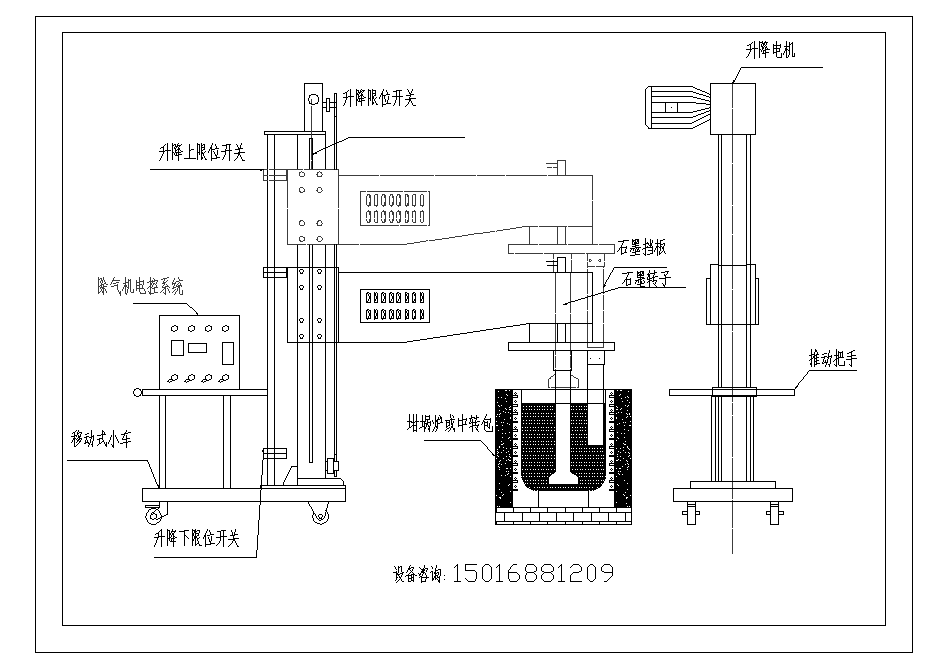 升降电机
升降限位开关
升降上限位开关
石墨挡板
石墨转子
除气机电控系统
推动把手
坩埚炉或中转包
移动式小车
升降下限位开关
设备咨询: 15016881209